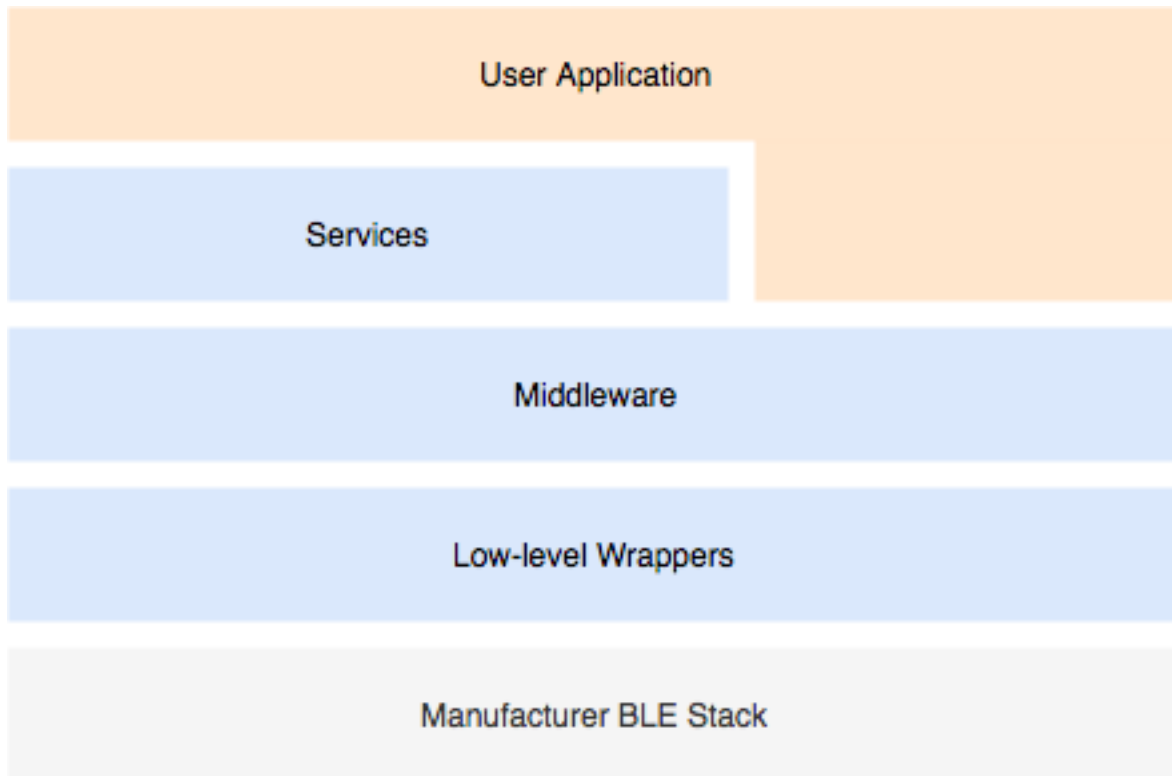 User Application
Services
Middleware
Low-level Wrappers
Manufacturer BLE Stack